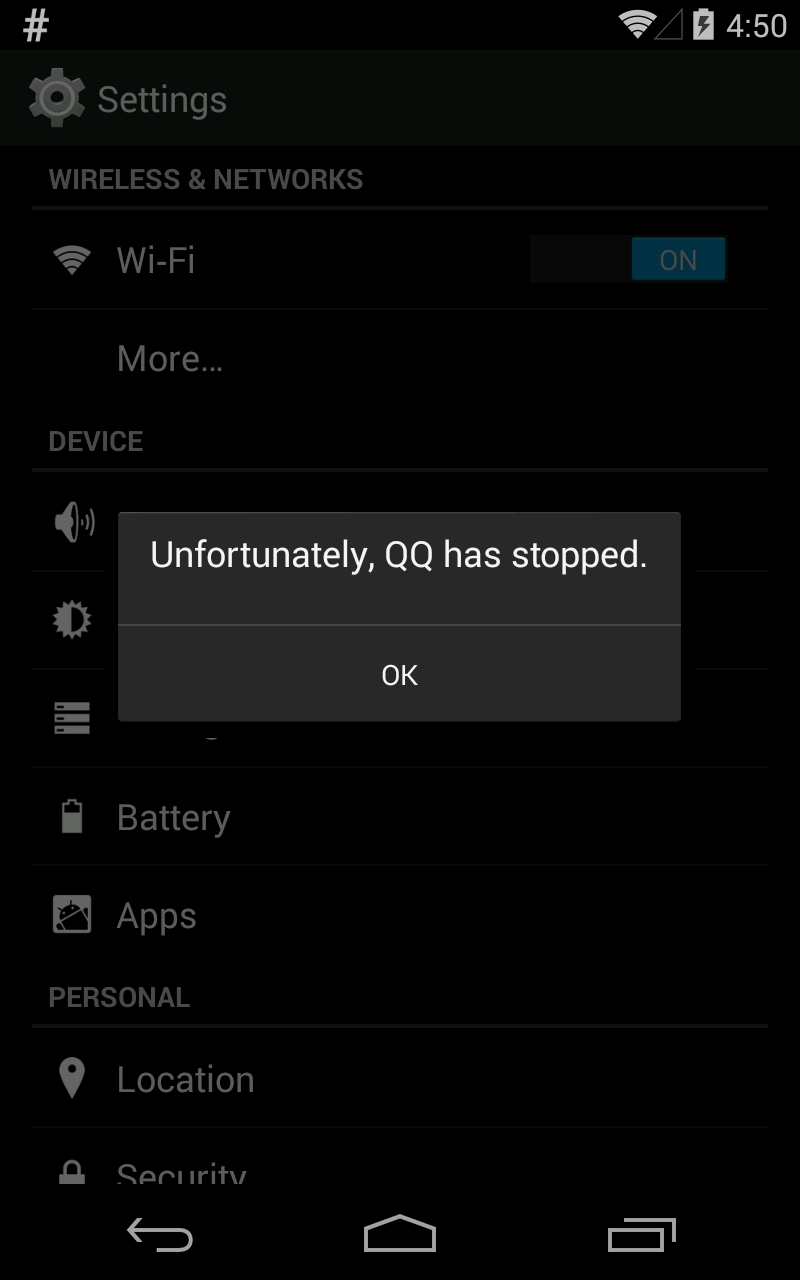 # 4:50
Settings
WIRELESS & NETWORKS
Wi-Fi ON
More…
DEVICE
Unfortunately, QQ has stopped.
OK
Battery
Apps
PERSONAL
Location
Security